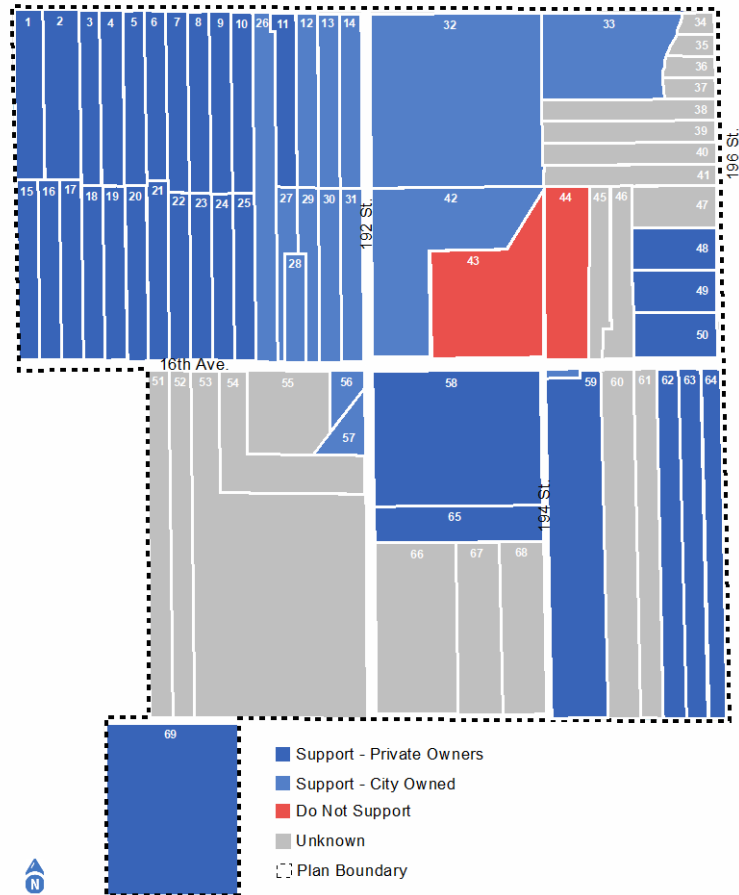 1 2 3 4 5 6 7 8 9 10 26 11 12 13 14 32 33 34
35
36
37
38
39
40
41
196 St.
15 16 17 18 19 20 21 22 23 24 25 27 29 30 31 42 44 45 46 47
192 St.
28 43 48
49
50
16th Ave.
51 52 53 54 55 56 58 59 60 61 62 63 64
57
194 St.
65
66 67 68
69
Support - Private Owners
Support - City Owned
Do Not Support
Unknown
Plan Boundary
N